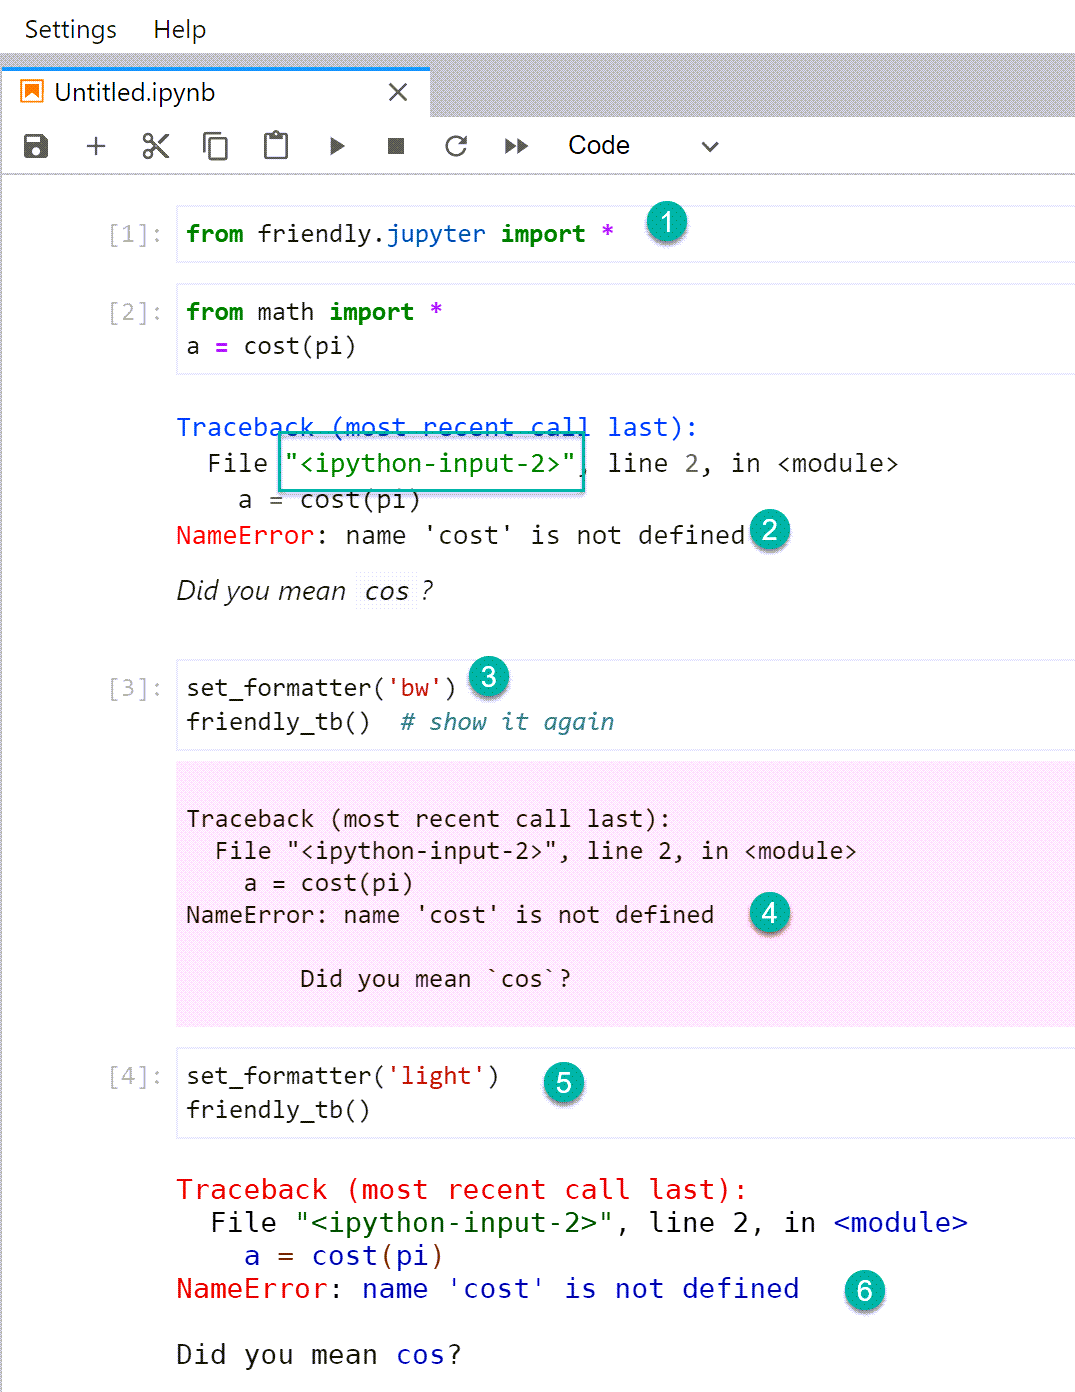 Settings Help
Untitled.ipynb
Code
[1]: from friendly.jupyter import * 1
[2]: from math import *
a = cost(pi)
Traceback (most recent call last):
File "<ipython-input-2>", line 2, in <module>
a = cost(pi)
NameError: name 'cost' is not defined 2
Did you mean cos ?
[3]: set_formatter('bw') 3
friendly_tb() # show it again
Traceback (most recent call last):
File "<ipython-input-2>", line 2, in <module>
a = cost(pi)
NameError: name 'cost' is not defined 4
Did you mean `cos`?
[4]: set_formatter('light') 5
friendly_tb()
Traceback (most recent call last):
File "<ipython-input-2>", line 2, in <module>
a = cost(pi)
NameError: name 'cost' is not defined 6
Did you mean cos?